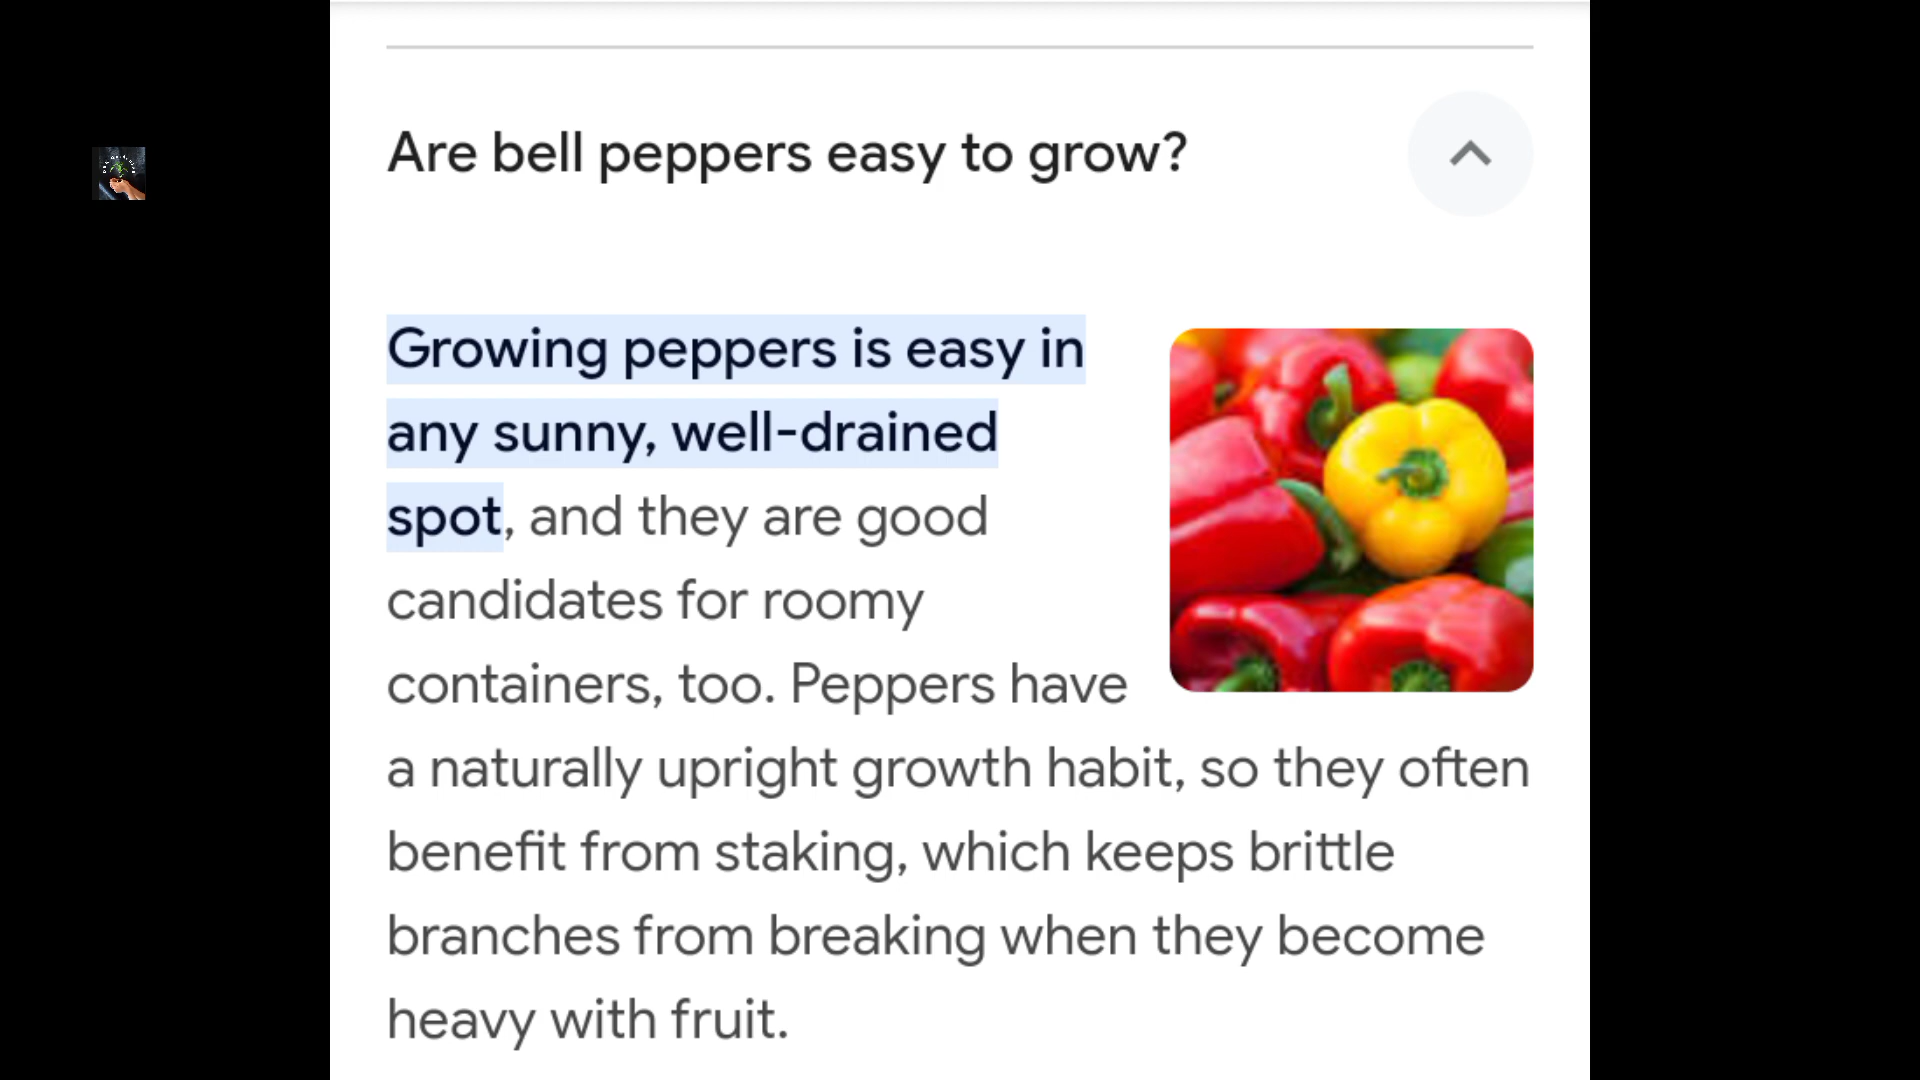 Are bell peppers easy to grow?
Growing peppers is easy in
any sunny, well-drained
spot, and they are good
candidates for roomy
containers, too. Peppers have
a naturally upright growth habit, so they often
benefit from staking, which keeps brittle
branches from breaking when they become
heavy with fruit.